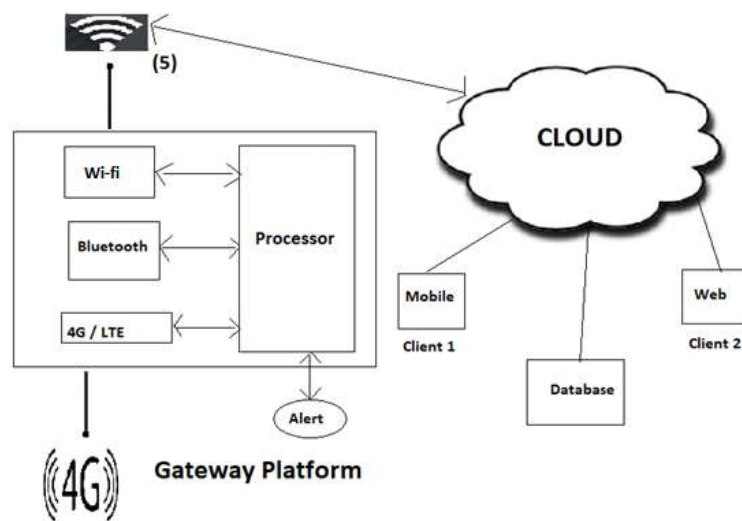 (5)
CLOUD
Wi-fi
Bluetooth
4G / LTE
Processor
Mobile
Client 1
Web
Client 2
Database
Alert
((4G))
Gateway Platform